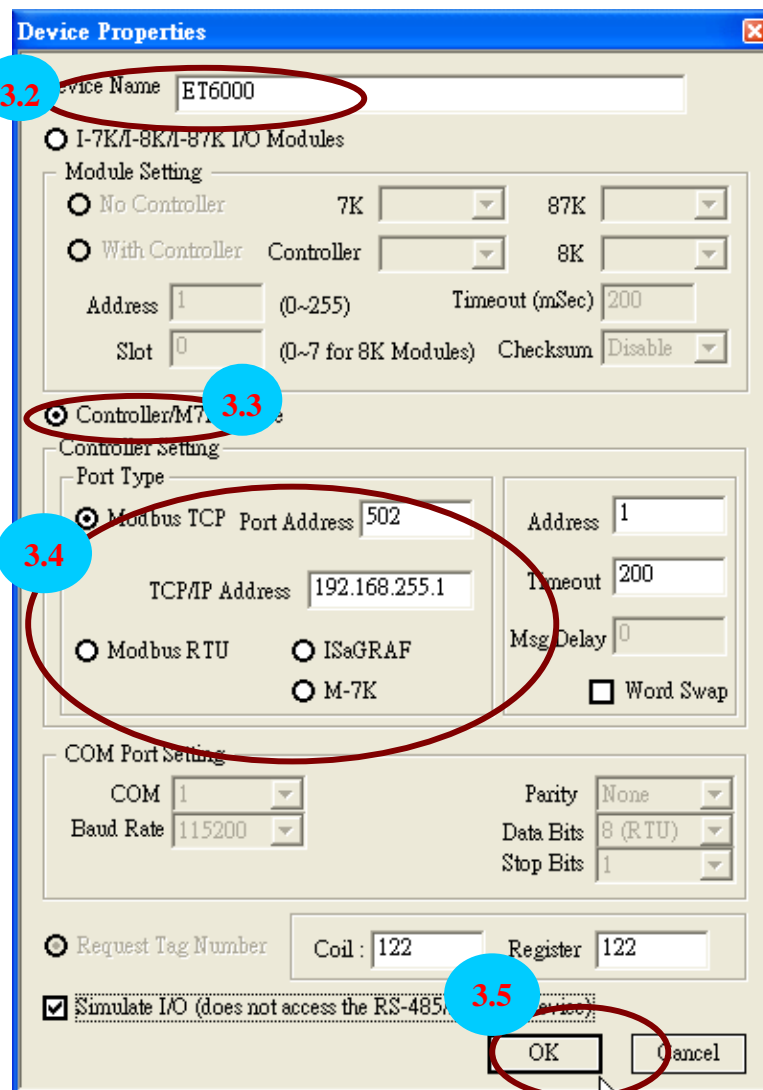 Device Properties
3.2
evice Name ET6000
I-7K/I-8K/I-87K I/O Modules
Module Setting
No Controller 7K 87K
With Controller Controller 8K
Address 1 (0~255) Timeout (mSec) 200
Slot 0 (0~7 for 8K Modules) Checksum Disable
Controller/M7 3.3
Controller Setting
Port Type
Modbus TCP Port Address 502 Address 1
3.4
TCP/IP Address 192.168.255.1 Timeout 200
Modbus RTU ISaGRAF Msg Delay 0
M-7K Word Swap
COM Port Setting
COM 1 Parity None
Baud Rate 115200 Data Bits 8 (RTU)
Stop Bits 1
Request Tag Number Coil : 122 Register 122
Simulate I/O (does not access the RS-485/ 3.5 evice)
OK Cancel